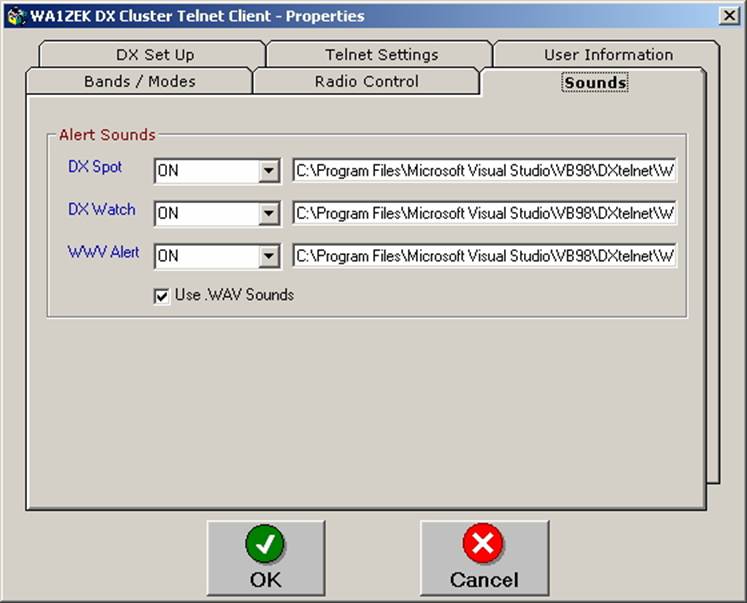 WA1ZEK DX Cluster Telnet Client - Properties
DX Set Up Telnet Settings User Information
Bands / Modes Radio Control Sounds
Alert Sounds
DX Spot ON C:\Program Files\Microsoft Visual Studio\VB98\DXtelnet\W
DX Watch ON C:\Program Files\Microsoft Visual Studio\VB98\DXtelnet\W
WWV Alert ON C:\Program Files\Microsoft Visual Studio\VB98\DXtelnet\W
Use .WAV Sounds
OK Cancel